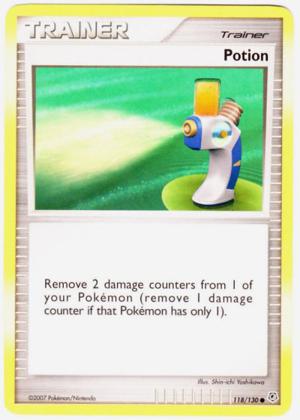 TRAINER
Trainer
Potion
Remove 2 damage counters from 1 of
your Pokémon (remove 1 damage
counter if that Pokémon has only 1).
Illus. Shin-ichi Yoshikawa
©2007 Pokémon/Nintendo
118/130